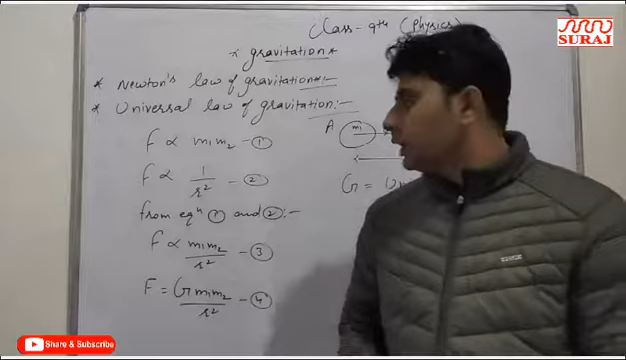 Class-9th (Physics)
SURAJ
* gravitation *
* Newton's law of gravitation :-
* Universal law of gravitation :-
F ∝ m₁m₂ - ①
A m₁
F ∝ 1/r² - ②
G =
from eqⁿ ① and ② :-
F ∝ m₁m₂/r² - ③
F = G m₁m₂/r² - ④
Share & Subscribe